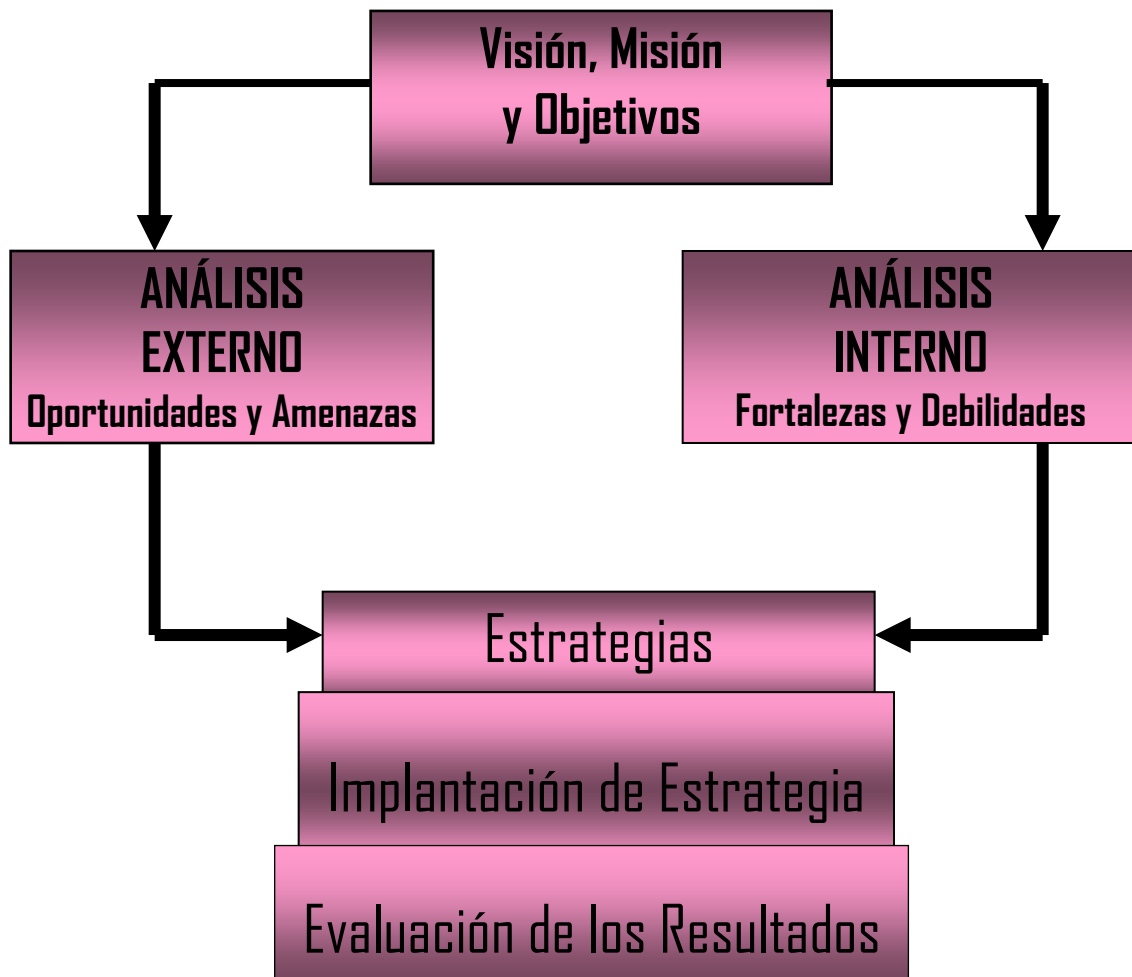 Visión, Misión
y Objetivos
ANÁLISIS
EXTERNO
Oportunidades y Amenazas
ANÁLISIS
INTERNO
Fortalezas y Debilidades
Estrategias
Implantación de Estrategia
Evaluación de los Resultados